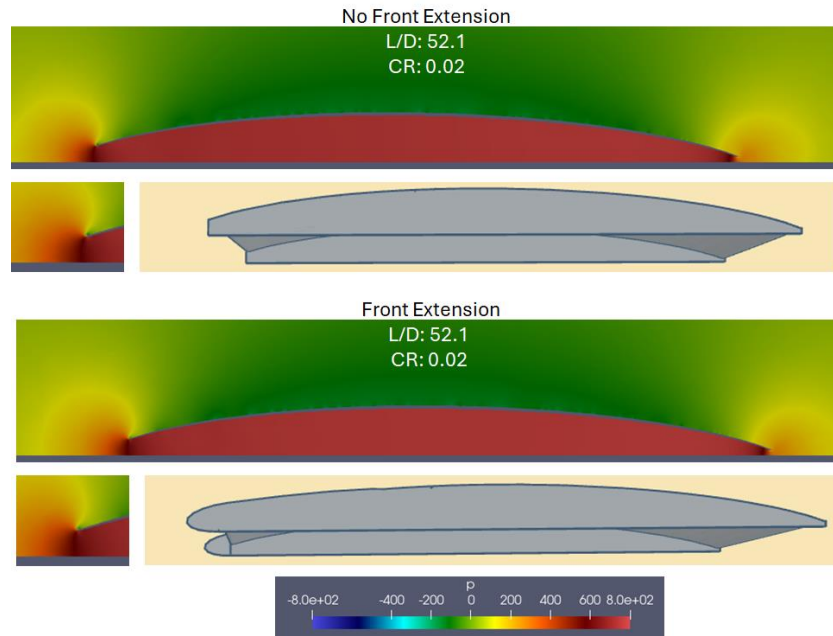 No Front Extension
L/D: 52.1
CR: 0.02
Front Extension
L/D: 52.1
CR: 0.02
p
-8.0e+02 -400 -200 0 200 400 600 8.0e+02